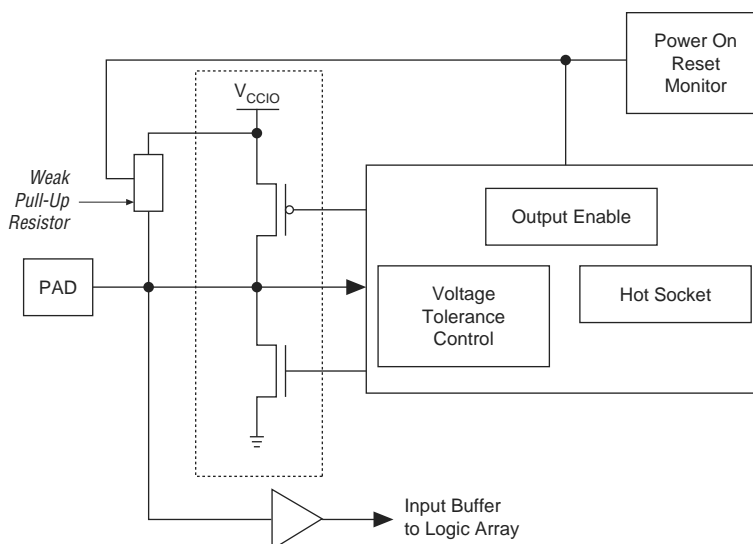 Power On
Reset
Monitor
V_CCIO
Weak
Pull-Up
Resistor
Output Enable
PAD
Voltage
Tolerance
Control
Hot Socket
Input Buffer
to Logic Array